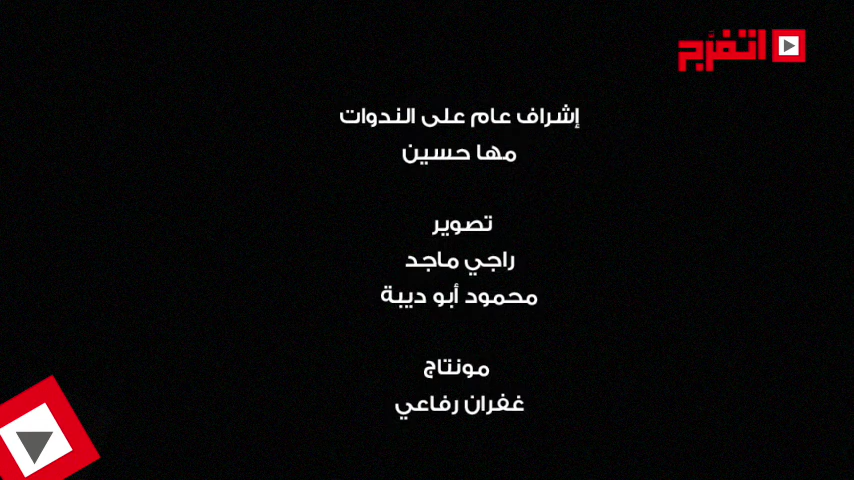 اتفرج
إشراف عام على الندوات
مها حسين
تصوير
راجي ماجد
محمود أبو ديبة
مونتاج
غفران رفاعي